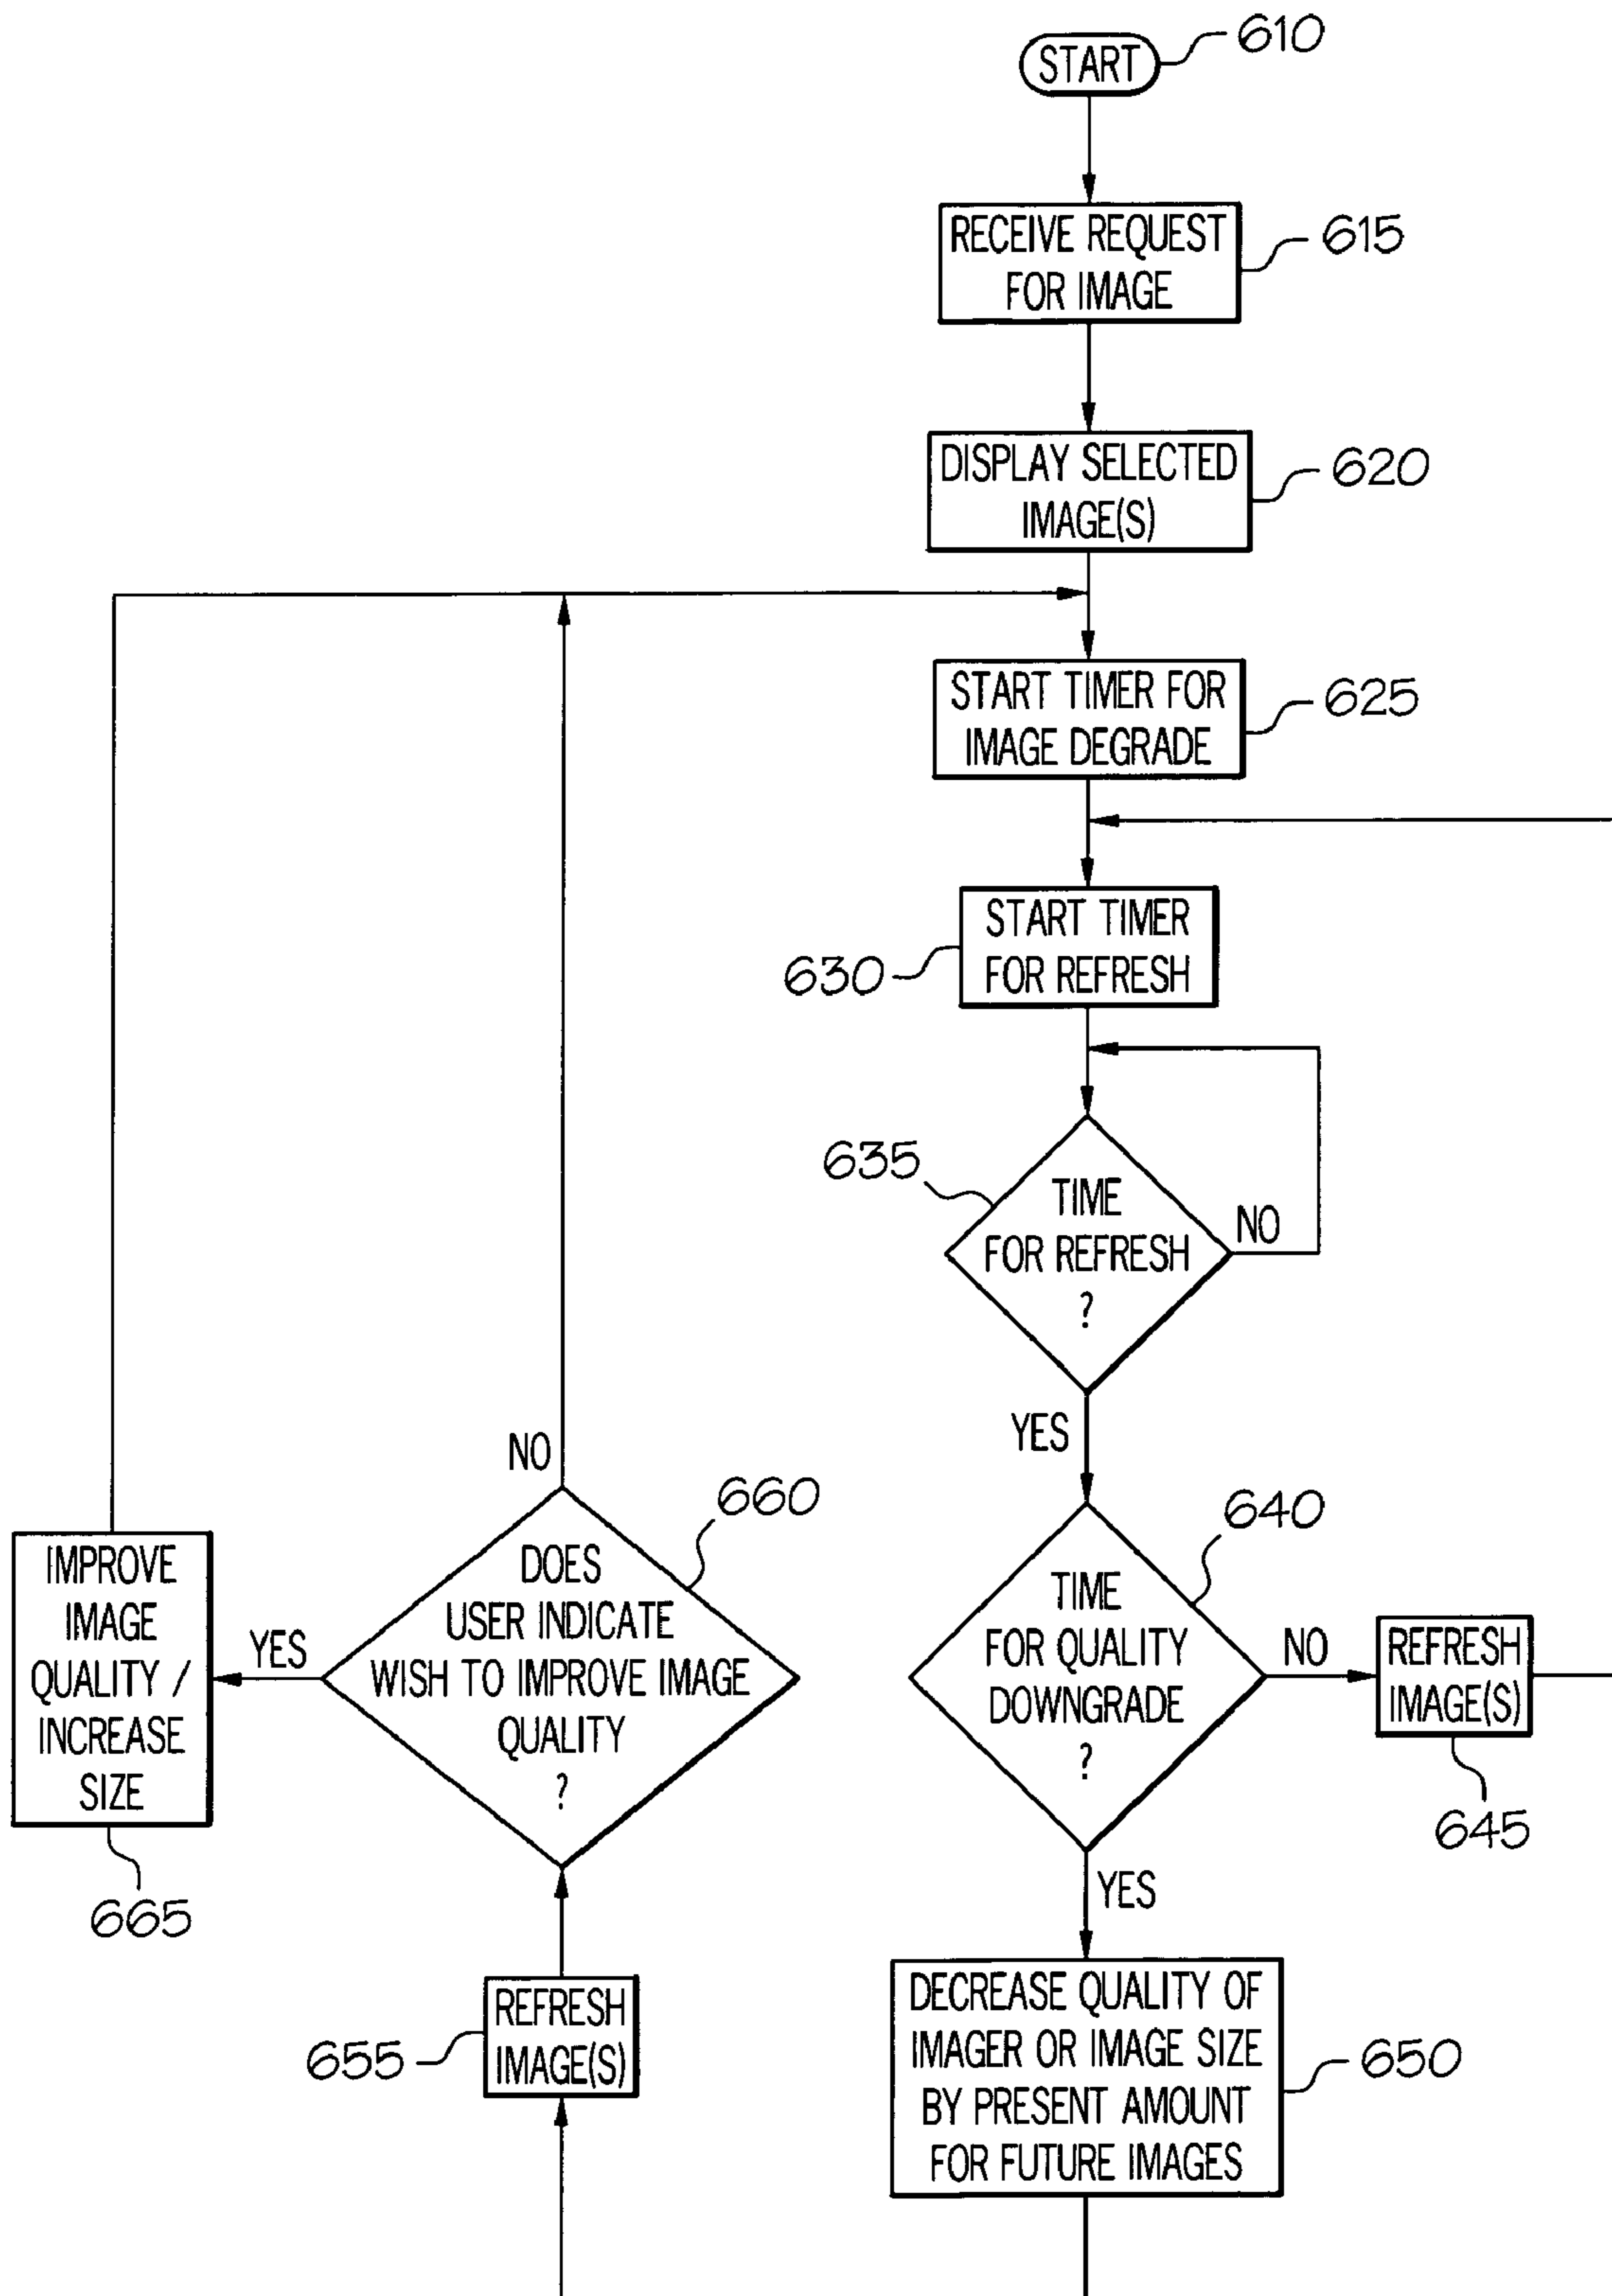 START
610
RECEIVE REQUEST
FOR IMAGE
615
DISPLAY SELECTED
IMAGE(S)
620
START TIMER FOR
IMAGE DEGRADE
625
START TIMER
FOR REFRESH
630
TIME
FOR REFRESH
?
635
NO
YES
TIME
FOR QUALITY
DOWNGRADE
?
640
NO
REFRESH
IMAGE(S)
645
YES
DECREASE QUALITY OF
IMAGER OR IMAGE SIZE
BY PRESENT AMOUNT
FOR FUTURE IMAGES
650
REFRESH
IMAGE(S)
655
DOES
USER INDICATE
WISH TO IMPROVE IMAGE
QUALITY
?
660
NO
YES
IMPROVE
IMAGE
QUALITY /
INCREASE
SIZE
665